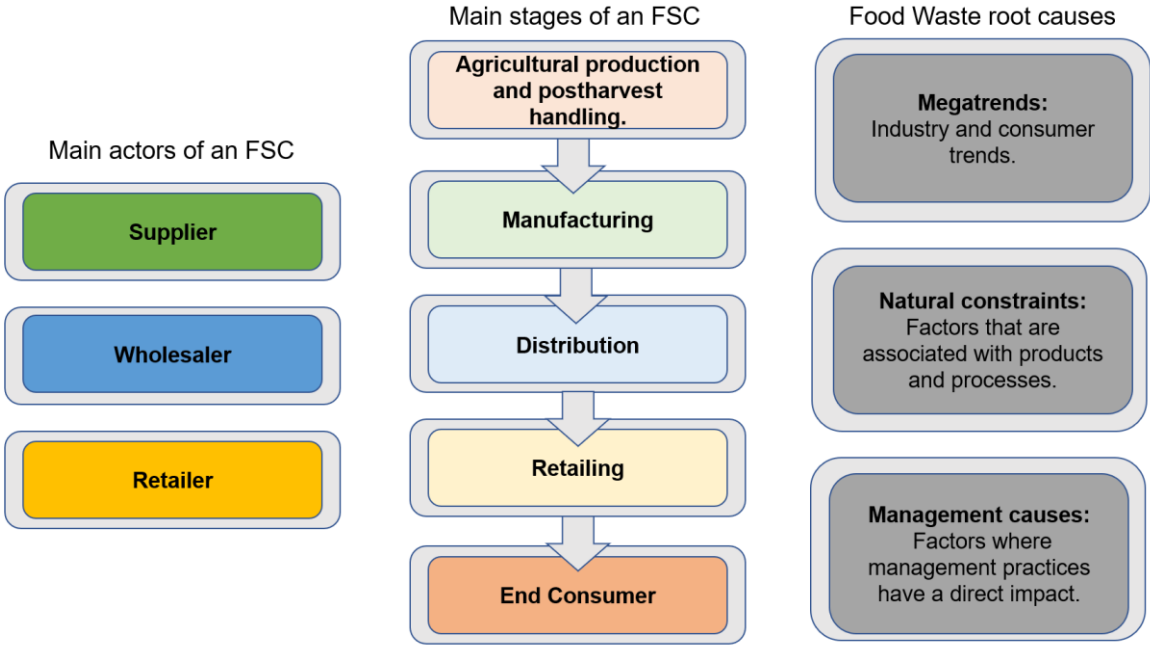 Main actors of an FSC
Supplier
Wholesaler
Retailer
Main stages of an FSC
Agricultural production
and postharvest
handling.
Manufacturing
Distribution
Retailing
End Consumer
Food Waste root causes
Megatrends:
Industry and consumer
trends.
Natural constraints:
Factors that are
associated with products
and processes.
Management causes:
Factors where
management practices
have a direct impact.